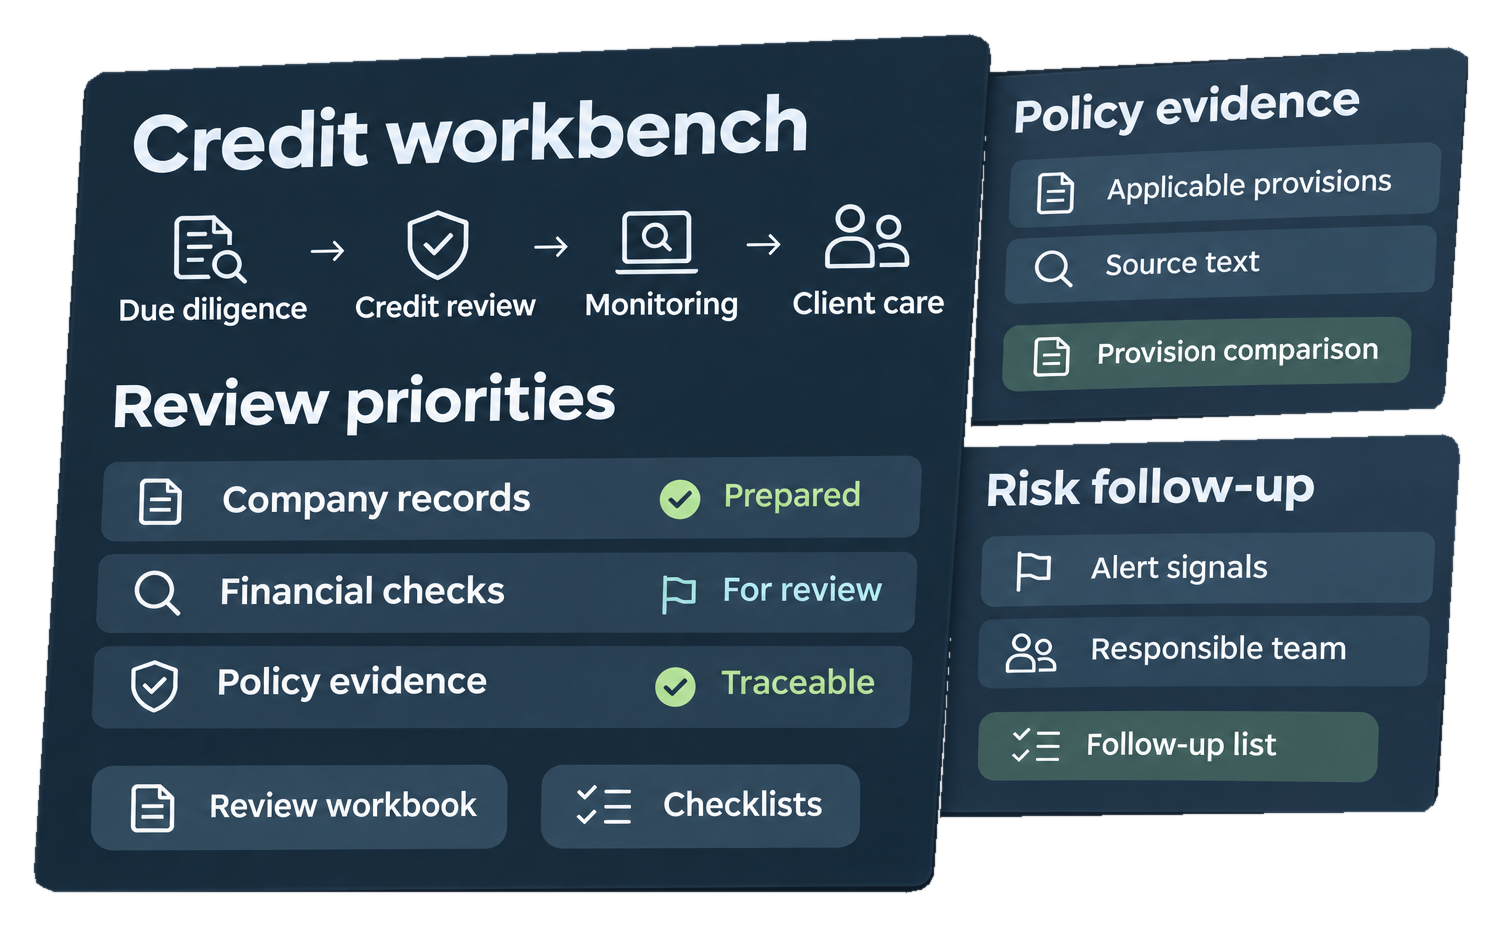 Credit workbench
Due diligence
Credit review
Monitoring
Client care
Review priorities
Company records
Prepared
Financial checks
For review
Policy evidence
Traceable
Review workbook
Checklists
Policy evidence
Applicable provisions
Source text
Provision comparison
Risk follow-up
Alert signals
Responsible team
Follow-up list